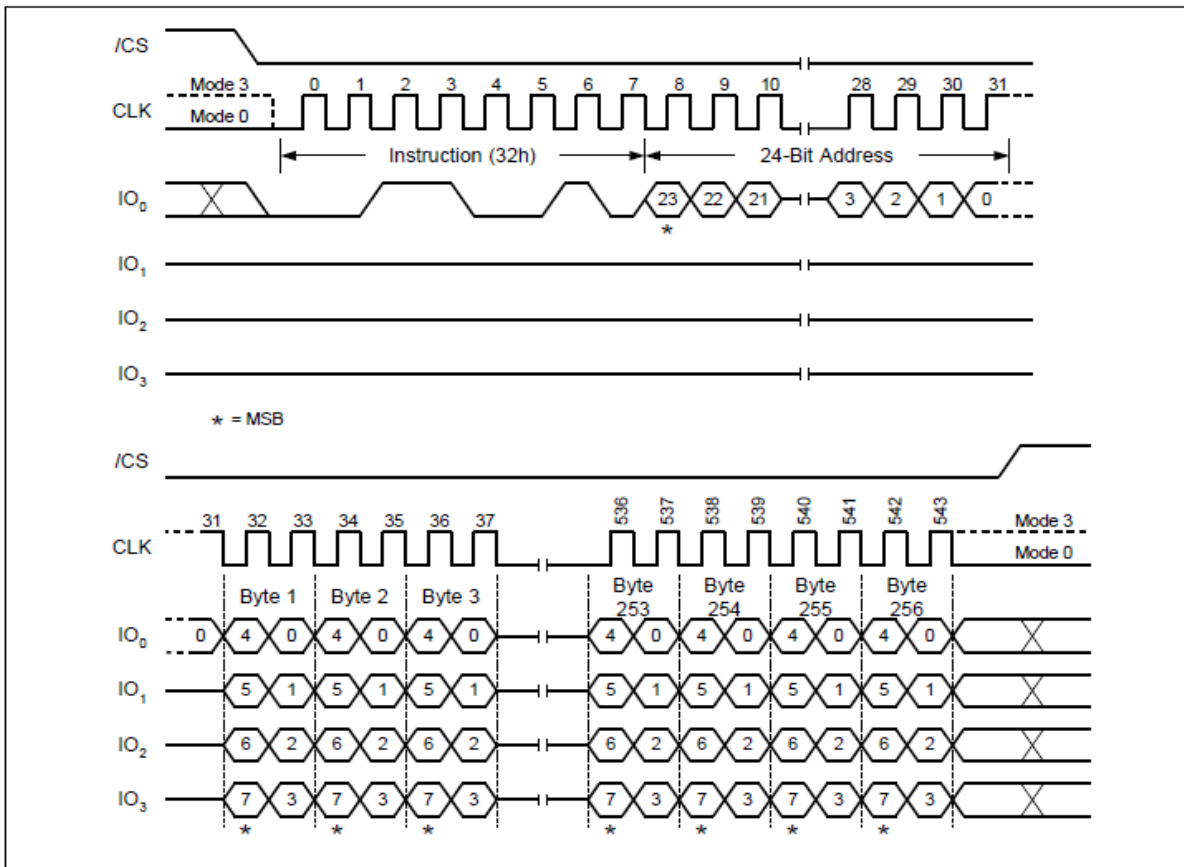 /CS
Mode 3 0 1 2 3 4 5 6 7 8 9 10 28 29 30 31
CLK
Mode 0
Instruction (32h) 24-Bit Address
IO0 23 22 21 3 2 1 0
*
IO1
IO2
IO3
* = MSB
/CS
31 32 33 34 35 36 37 536 537 538 539 540 541 542 543 Mode 3
CLK
Mode 0
Byte 1 Byte 2 Byte 3 Byte 253 Byte 254 Byte 255 Byte 256
IO0 0 4 0 4 0 4 0 4 0 4 0 4 0 4 0
IO1 5 1 5 1 5 1 5 1 5 1 5 1 5 1
IO2 6 2 6 2 6 2 6 2 6 2 6 2 6 2
IO3 7 3 7 3 7 3 7 3 7 3 7 3 7 3
* * * * * * *